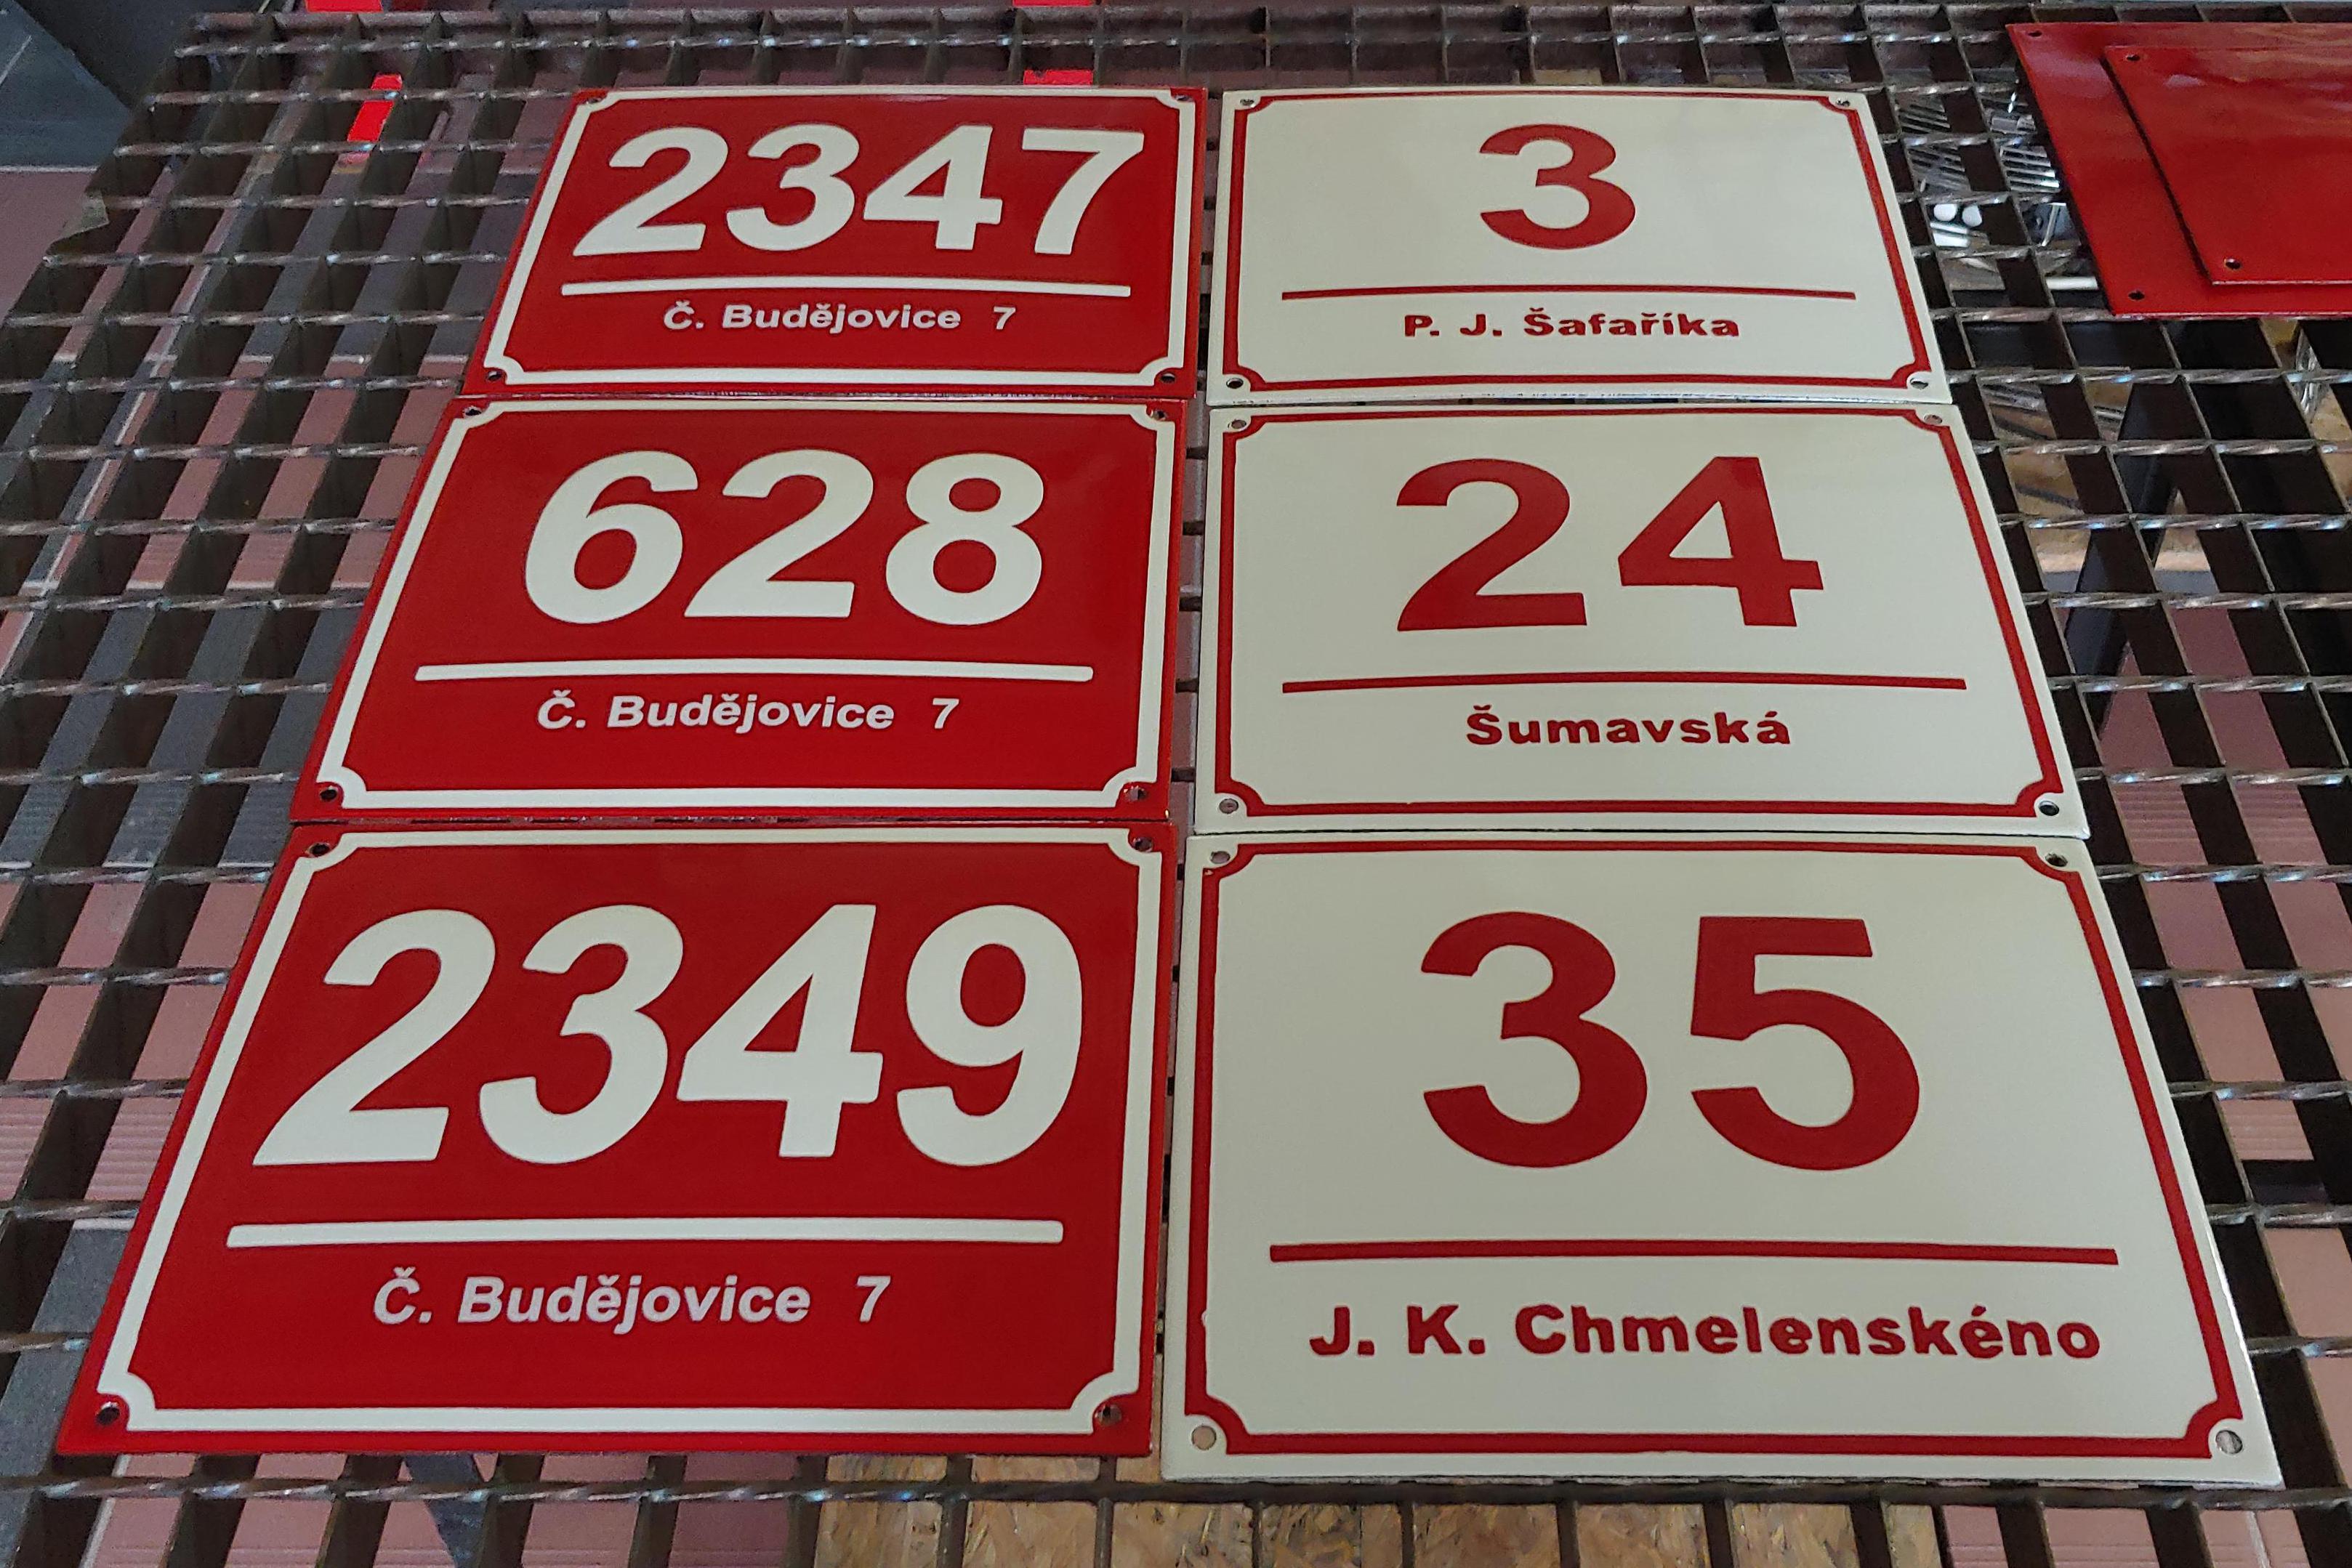 2347
Č. Budějovice 7
3
P. J. Šafaříka
628
Č. Budějovice 7
24
Šumavská
2349
Č. Budějovice 7
35
J. K. Chmelenskéno